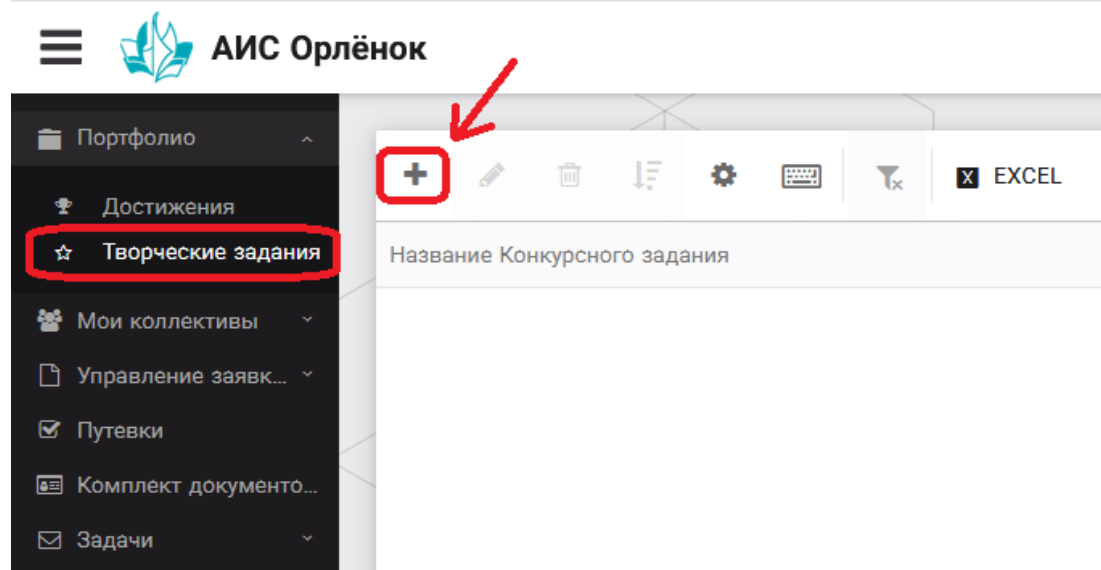 АИС Орлёнок
Портфолио
Достижения
Творческие задания
Мои коллективы
Управление заявк...
Путевки
Комплект документо...
Задачи
X EXCEL
Название Конкурсного задания